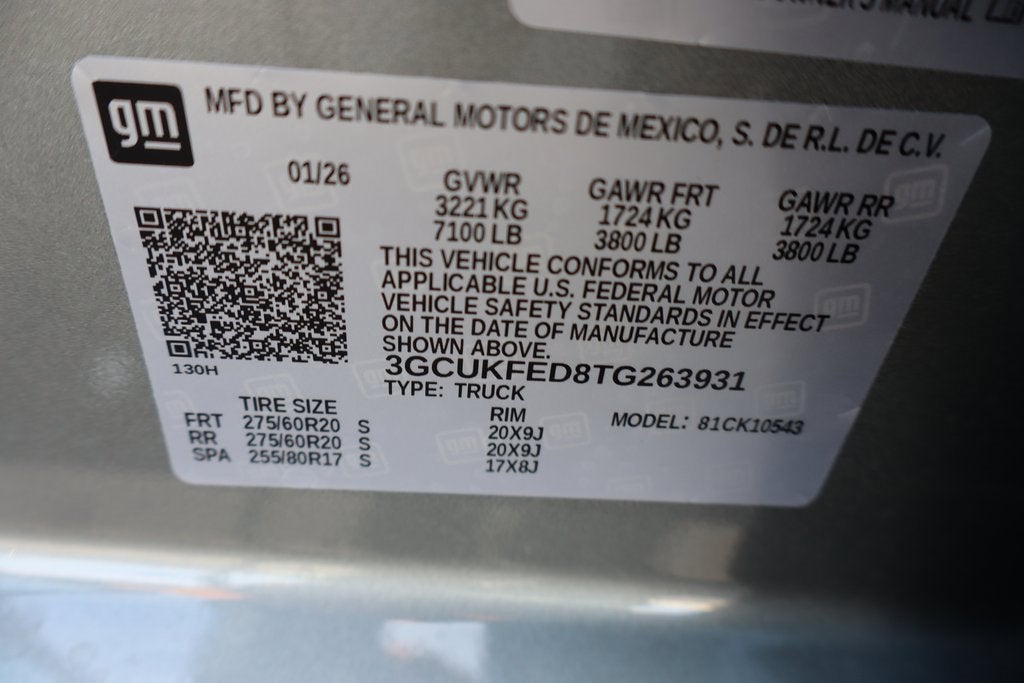 OWNER'S MANUAL
gm
MFD BY GENERAL MOTORS DE MEXICO, S. DE R.L. DE C.V.
01/26
GVWR GAWR FRT GAWR RR
3221 KG 1724 KG 1724 KG
7100 LB 3800 LB 3800 LB
THIS VEHICLE CONFORMS TO ALL
APPLICABLE U.S. FEDERAL MOTOR
VEHICLE SAFETY STANDARDS IN EFFECT
ON THE DATE OF MANUFACTURE
SHOWN ABOVE.
130H
3GCUKFED8TG263931
TYPE: TRUCK
TIRE SIZE RIM MODEL: 81CK10543
FRT 275/60R20 S 20X9J
RR 275/60R20 S 20X9J
SPA 255/80R17 S 17X8J